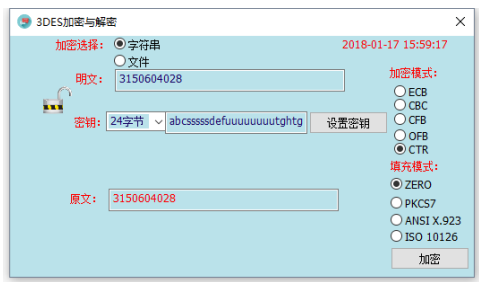 3DES加密与解密
加密选择: 字符串 2018-01-17 15:59:17
文件
明文: 3150604028
加密模式:
ECB
CBC
密钥: 24字节 abcsssssdefuuuuuuuutghtg 设置密钥
CFB
OFB
CTR
填充模式:
ZERO
原文: 3150604028
PKCS7
ANSI X.923
ISO 10126
加密